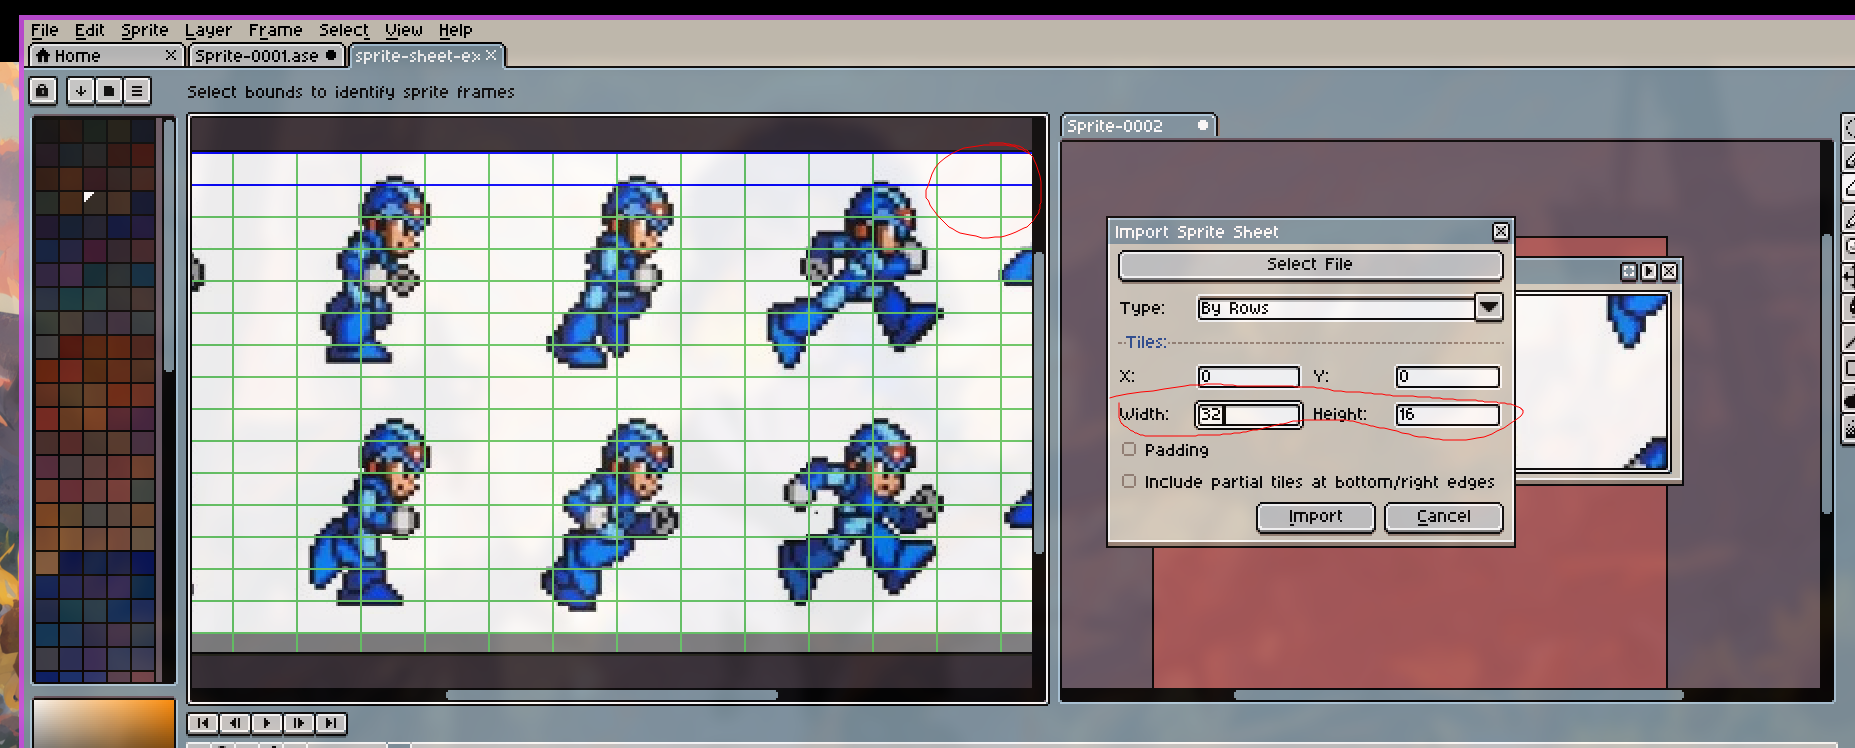 File Edit Sprite Layer Frame Select View Help
Home Sprite-0001.ase sprite-sheet-ex
Select bounds to identify sprite frames
Sprite-0002
Import Sprite Sheet
Select File
Type: By Rows
Tiles:
X: 0 Y: 0
Width: 32 Height: 16
Padding
Include partial tiles at bottom/right edges
Import Cancel